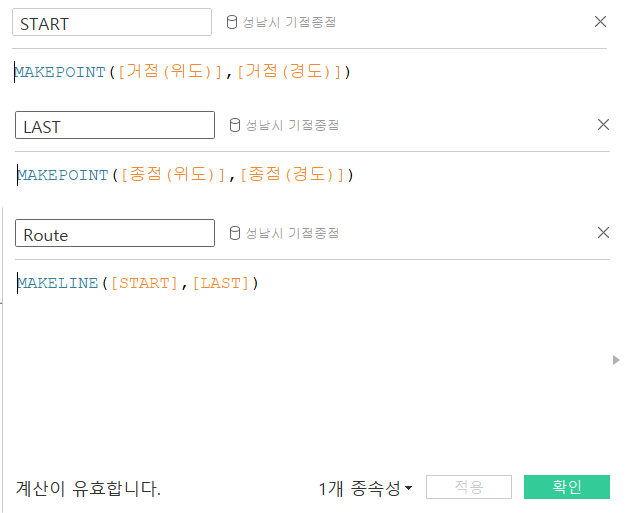 START 성남시 기점종점
MAKEPOINT([거점(위도)],[거점(경도)])
LAST 성남시 기점종점
MAKEPOINT([종점(위도)],[종점(경도)])
Route 성남시 기점종점
MAKELINE([START],[LAST])
계산이 유효합니다. 1개 종속성 적용 확인